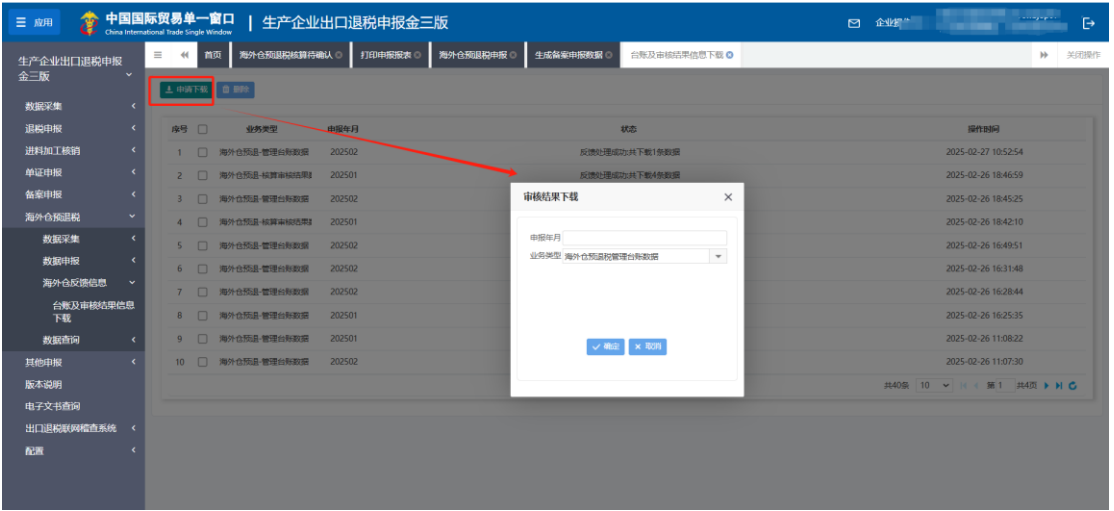 应用
中国国际贸易单一窗口
China International Trade Single Window
生产企业出口退税申报金三版
生产企业出口退税申报金三版
数据采集
退税申报
进料加工核销
单证申报
备案申报
海外仓预退税
数据采集
数据申报
海外仓反馈信息
台账及审核结果信息下载
数据查询
其他申报
版本说明
电子文书查询
出口退税联网稽查系统
配置
首页 海外仓预退税核算待确认 打印申报报表 海外仓预退税申报 生成备案申报数据 台账及审核结果信息下载 关闭操作
申请下载 删除
序号 业务类型 申报年月 状态 操作时间
1 海外仓预退-管理台账数据 202502 反馈处理成功;共下载1条数据 2025-02-27 10:52:54
2 海外仓预退-核算审核结果 202501 反馈处理成功;共下载4条数据 2025-02-26 18:46:59
3 海外仓预退-管理台账数据 202502 2025-02-26 18:45:25
4 海外仓预退-核算审核结果 202501 2025-02-26 18:42:10
5 海外仓预退-管理台账数据 202502 2025-02-26 16:49:51
6 海外仓预退-管理台账数据 202502 2025-02-26 16:31:48
7 海外仓预退-管理台账数据 202502 2025-02-26 16:28:44
8 海外仓预退-管理台账数据 202501 2025-02-26 16:25:35
9 海外仓预退-管理台账数据 202501 2025-02-26 11:08:22
10 海外仓预退-管理台账数据 202502 2025-02-26 11:07:30
共40条 10 第 1 共4页
审核结果下载
申报年月
业务类型 海外仓预退税管理台账数据
确定 取消